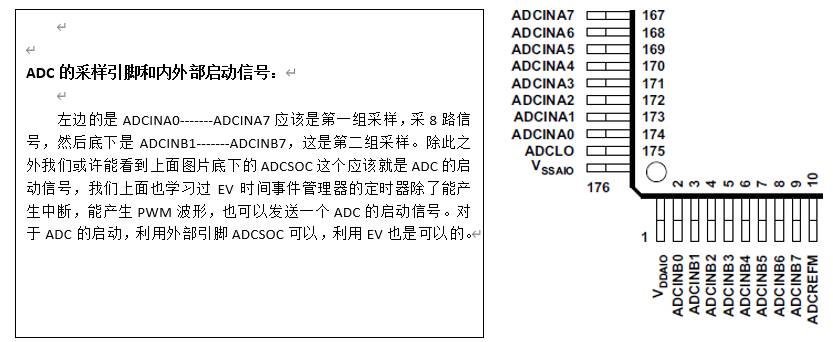 ADC 的采样引脚和内外部启动信号：
左边的是 ADCINA0-------ADCINA7 应该是第一组采样，采 8 路信
号，然后底下是 ADCINB1-------ADCINB7，这是第二组采样。除此之
外我们或许能看到上面图片底下的 ADCSOC 这个应该就是 ADC 的启
动信号，我们上面也学习过 EV 时间事件管理器的定时器除了能产
生中断，能产生 PWM 波形，也可以发送一个 ADC 的启动信号。对
于 ADC 的启动，利用外部引脚 ADCSOC 可以，利用 EV 也是可以的。
ADCINA7 167
ADCINA6 168
ADCINA5 169
ADCINA4 170
ADCINA3 171
ADCINA2 172
ADCINA1 173
ADCINA0 174
ADCLO 175
VSSAIO 176
1 2 3 4 5 6 7 8 9 10
VDDAIO
ADCINB0
ADCINB1
ADCINB2
ADCINB3
ADCINB4
ADCINB5
ADCINB6
ADCINB7
ADCREFM